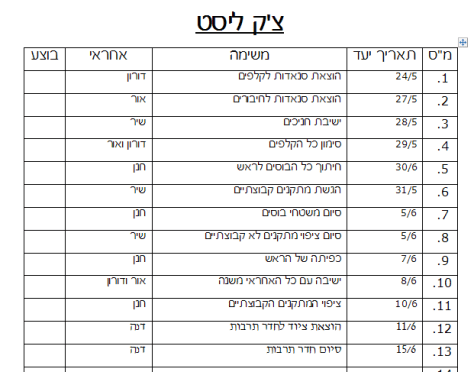 צ'ק ליסט
מ"ס תאריך יעד משימה אחראי בוצע
1. 24/5 הוצאת סנאדות לקלפים דורון
2. 27/5 הוצאת סנאדות לחיבורים אור
3. 28/5 ישיבת חניכים שיר
4. 29/5 סימון כל הקלפים דורון ואור
5. 30/6 חיתוך כל הבוסים לראש חנן
6. 31/5 הגשת מתקנים קבוצתיים שיר
7. 5/6 סיום משטחי בוסים חנן
8. 5/6 סיום ציפוי מתקנים לא קבוצתיים שיר
9. 7/6 כפיתה של הראש חנן
10. 8/6 ישיבה עם כל האחראי משנה אור ודורון
11. 10/6 ציפוי המתקנים הקבוצתיים חנן
12. 11/6 הוצאת ציוד לחדר תרבות דנה
13. 15/6 סיום חדר תרבות דנה